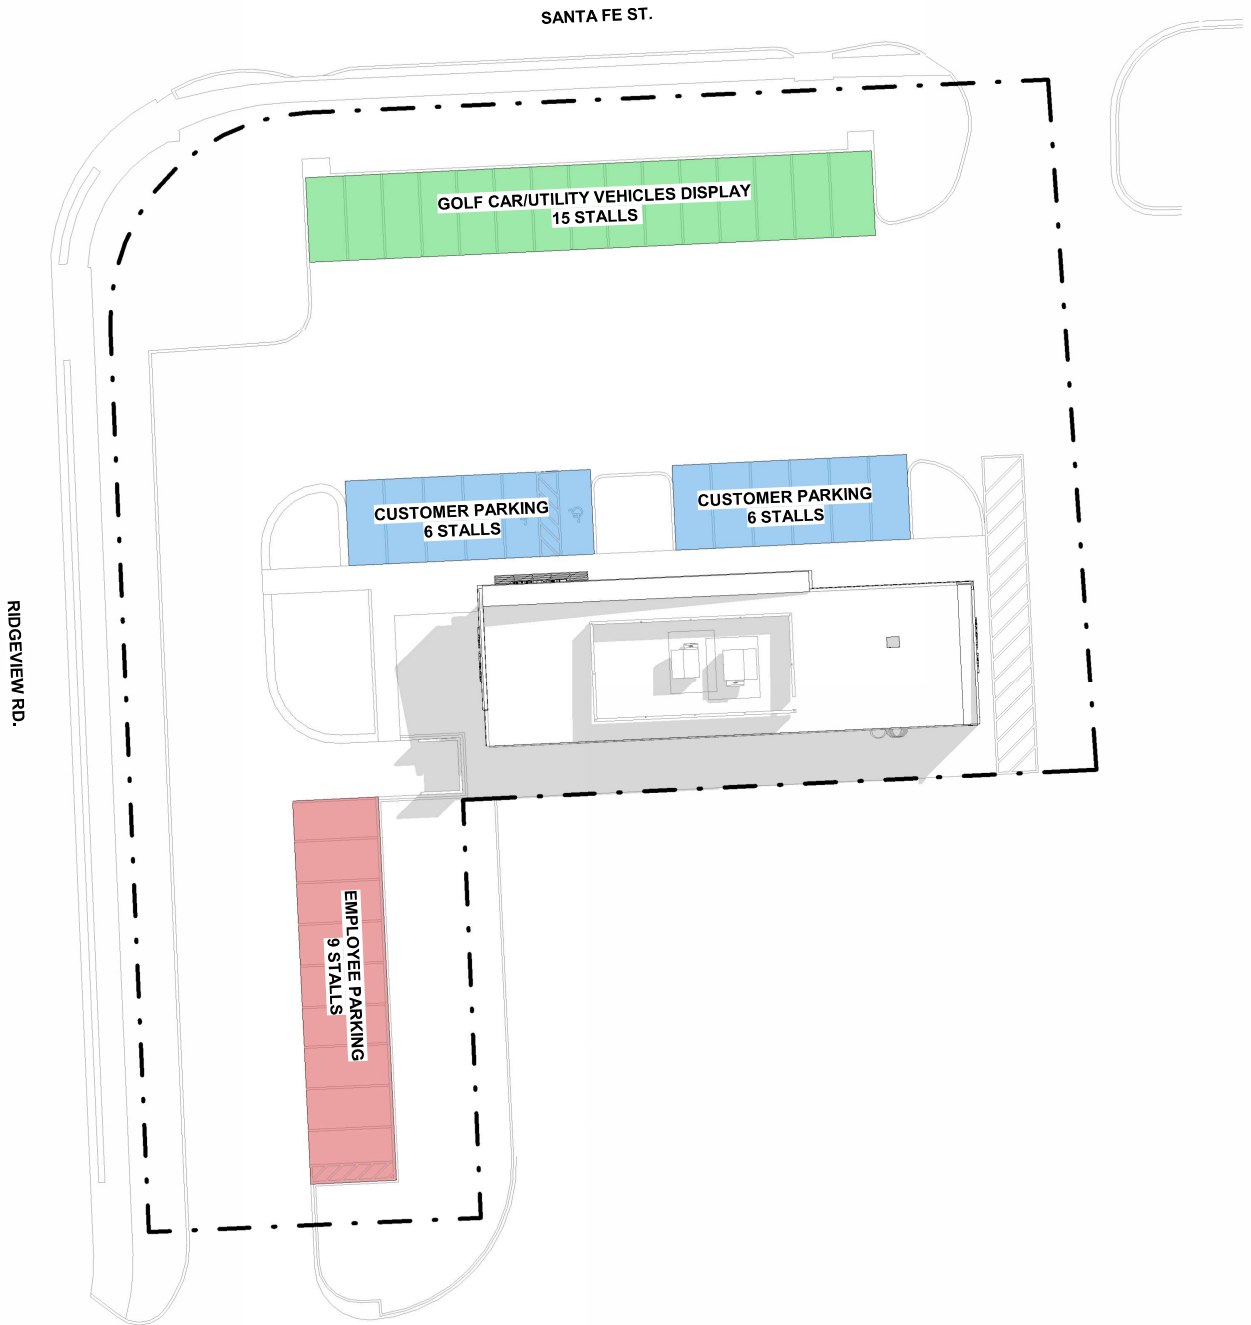 SANTA FE ST.
GOLF CAR/UTILITY VEHICLES DISPLAY
15 STALLS
CUSTOMER PARKING
6 STALLS
CUSTOMER PARKING
6 STALLS
RIDGEVIEW RD.
EMPLOYEE PARKING
9 STALLS